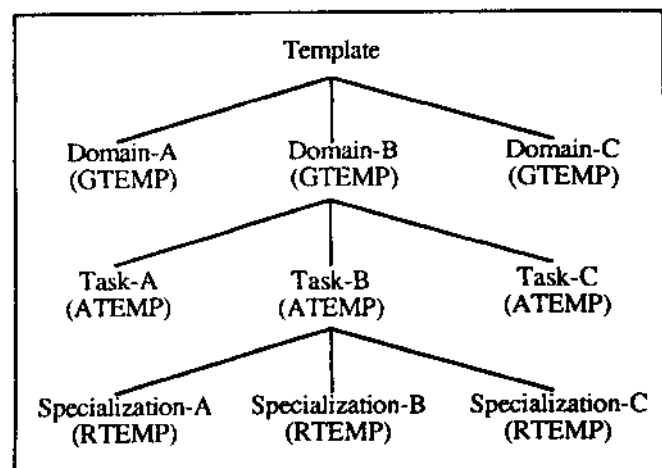 Template
Domain-A Domain-B Domain-C
(GTEMP) (GTEMP) (GTEMP)
Task-A Task-B Task-C
(ATEMP) (ATEMP) (ATEMP)
Specialization-A Specialization-B Specialization-C
(RTEMP) (RTEMP) (RTEMP)